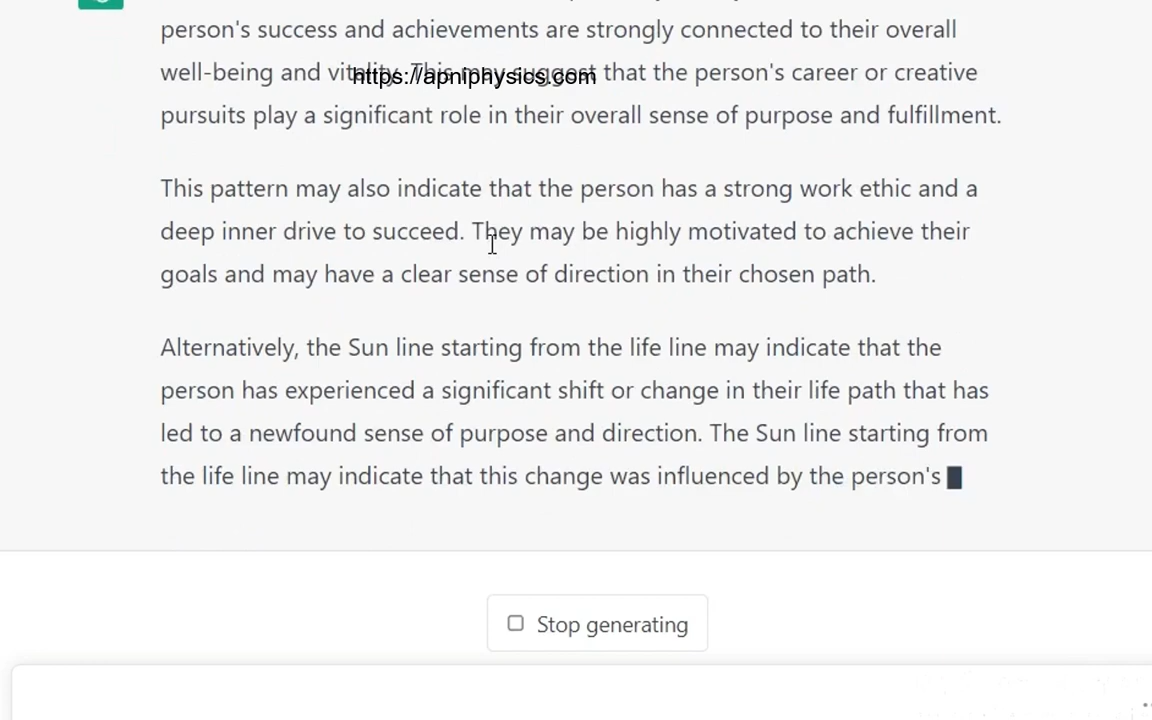 person's success and achievements are strongly connected to their overall
well-being and vitality. This may suggest that the person's career or creative
https://apniphysics.com
pursuits play a significant role in their overall sense of purpose and fulfillment.
This pattern may also indicate that the person has a strong work ethic and a
deep inner drive to succeed. They may be highly motivated to achieve their
goals and may have a clear sense of direction in their chosen path.
Alternatively, the Sun line starting from the life line may indicate that the
person has experienced a significant shift or change in their life path that has
led to a newfound sense of purpose and direction. The Sun line starting from
the life line may indicate that this change was influenced by the person's
Stop generating